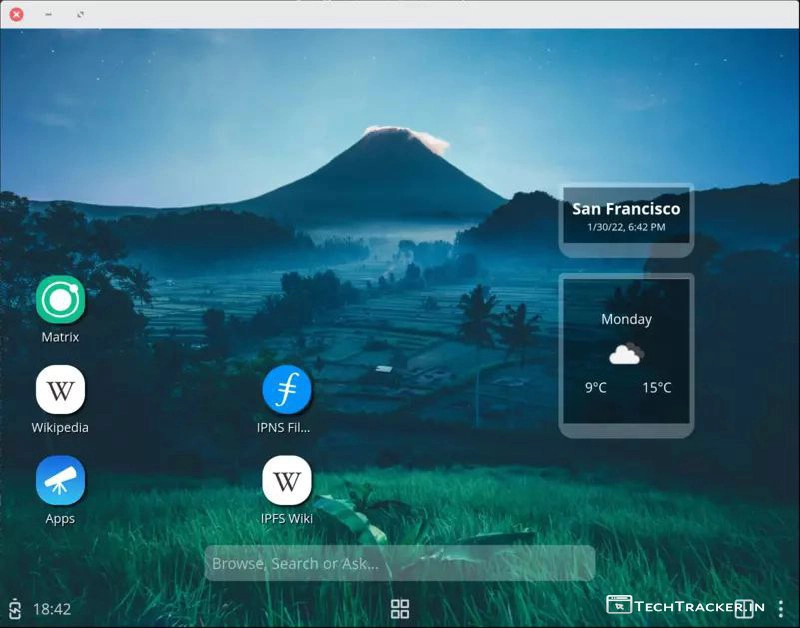 San Francisco
1/30/22, 6:42 PM
Monday
9°C 15°C
Matrix
W
Wikipedia
IPNS Fil...
Apps
W
IPFS Wiki
Browse, Search or Ask...
18:42
TECHTRACKER.IN